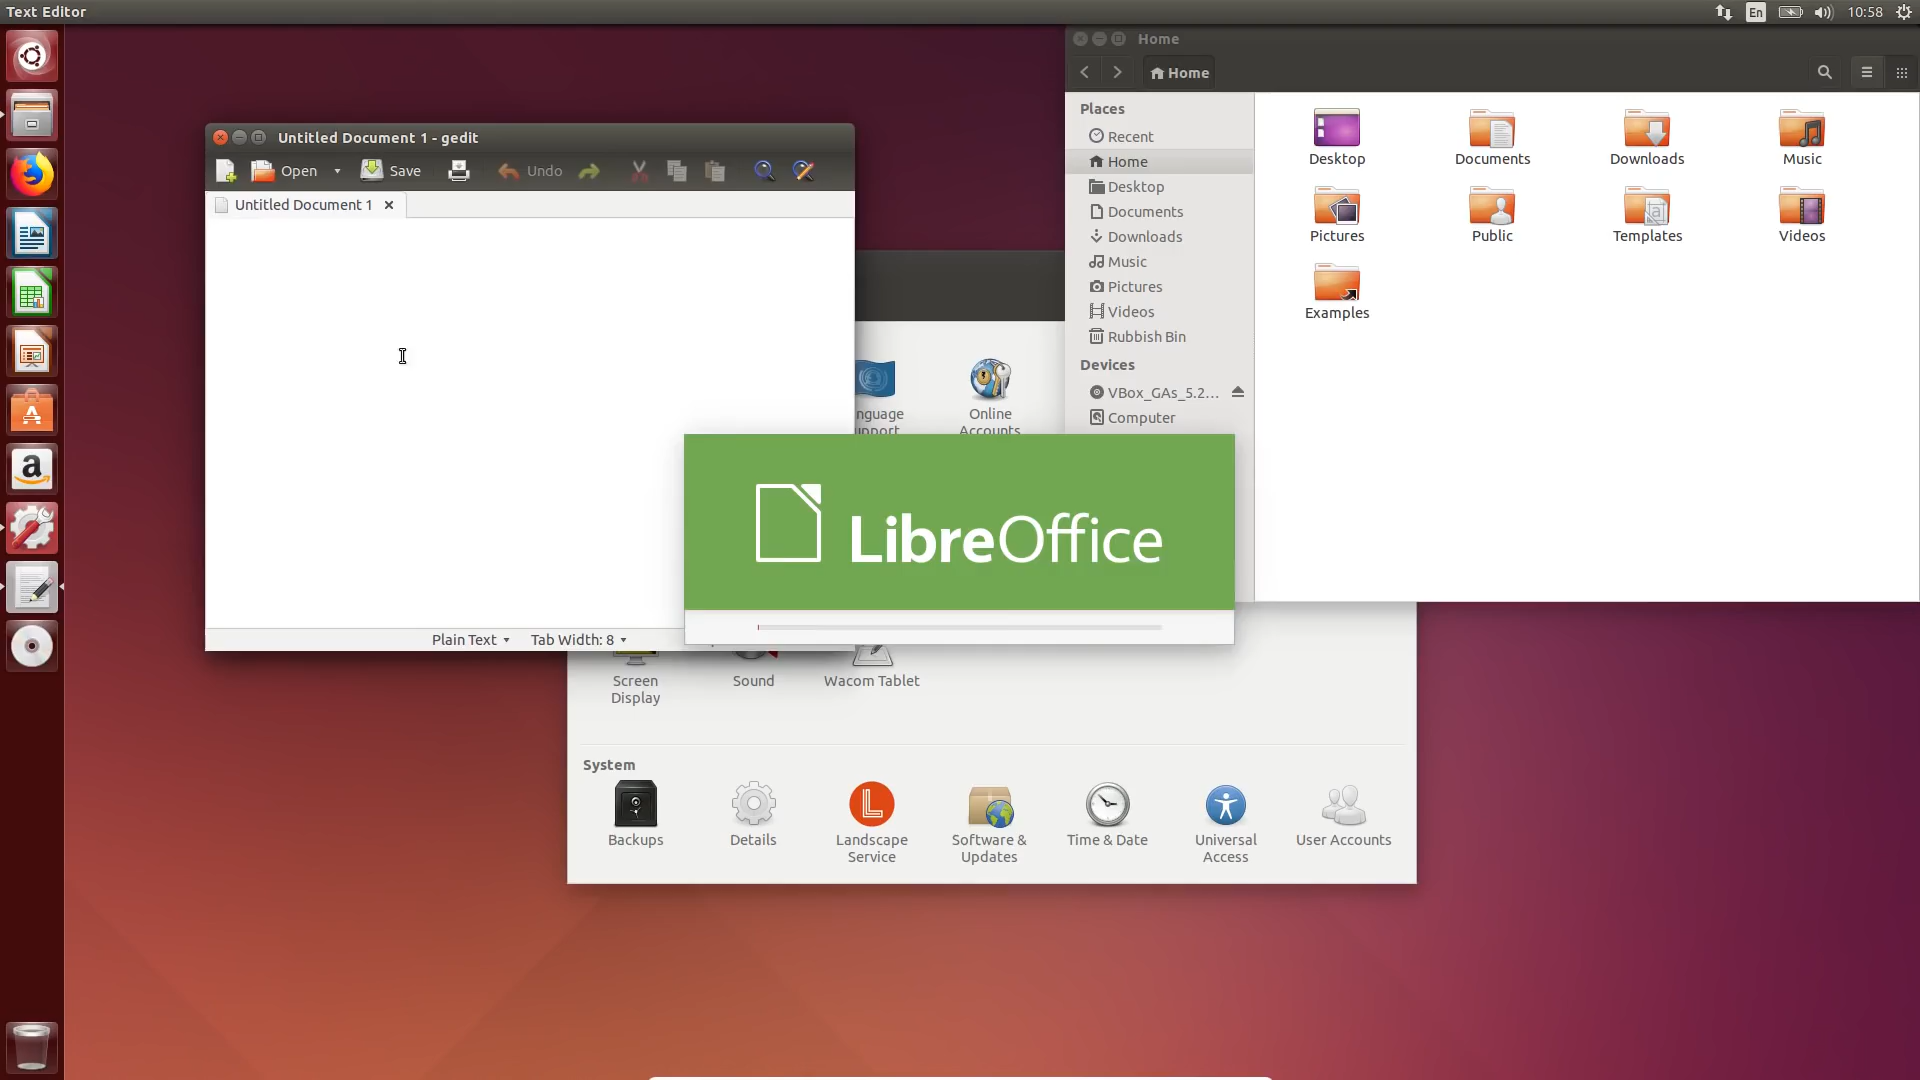 Text Editor
En
10:58
Untitled Document 1 - gedit
Open
Save
Undo
Untitled Document 1
Plain Text
Tab Width: 8
Home
Home
Places
Recent
Home
Desktop
Documents
Downloads
Music
Pictures
Videos
Rubbish Bin
Devices
VBox_GAs_5.2...
Computer
Desktop
Documents
Downloads
Music
Pictures
Public
Templates
Videos
Examples
Online
Accounts
LibreOffice
Screen
Display
Sound
Wacom Tablet
System
Backups
Details
Landscape
Service
Software &
Updates
Time & Date
Universal
Access
User Accounts